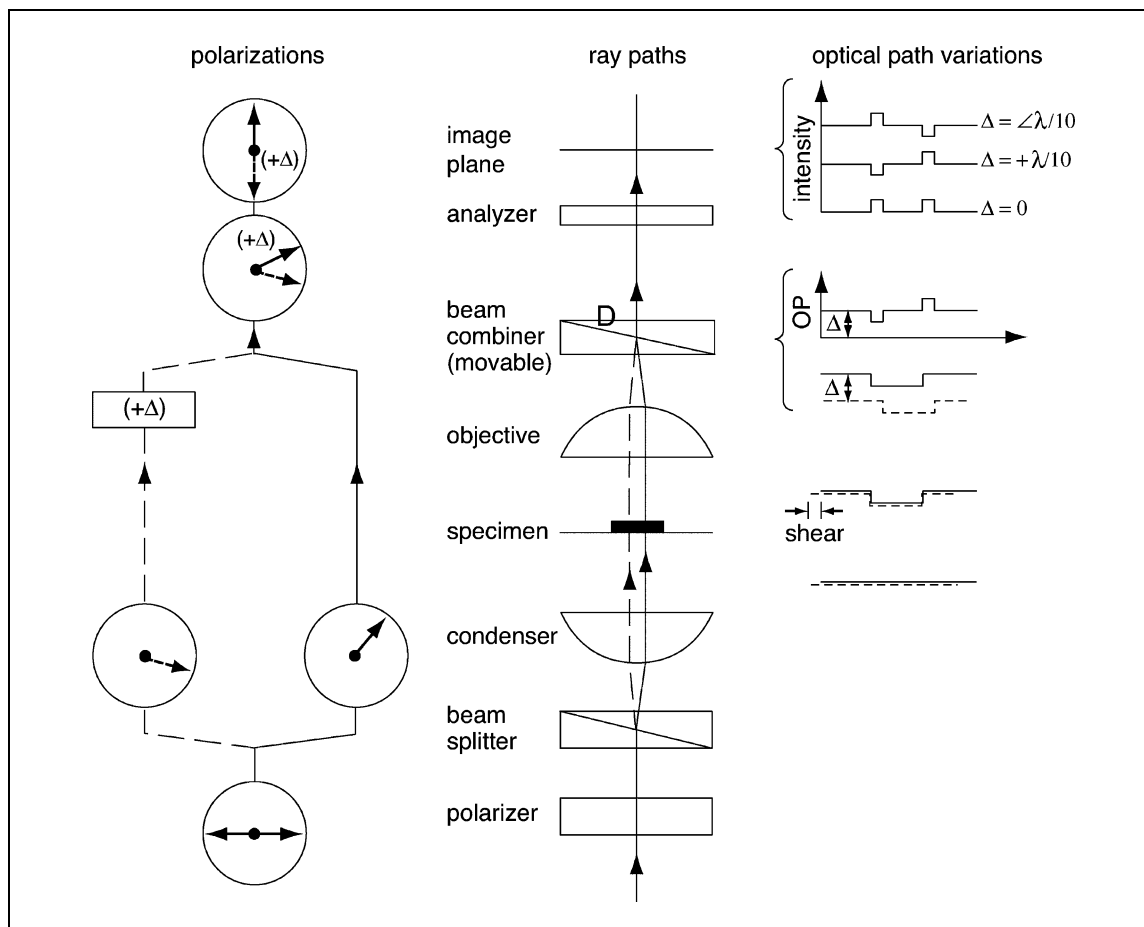 polarizations
(+Δ)
(+Δ)
(+Δ)
ray paths
image
plane
analyzer
D
beam
combiner
(movable)
objective
specimen
condenser
beam
splitter
polarizer
optical path variations
intensity
Δ = ∠λ/10
Δ = +λ/10
Δ = 0
OP
Δ
Δ
shear